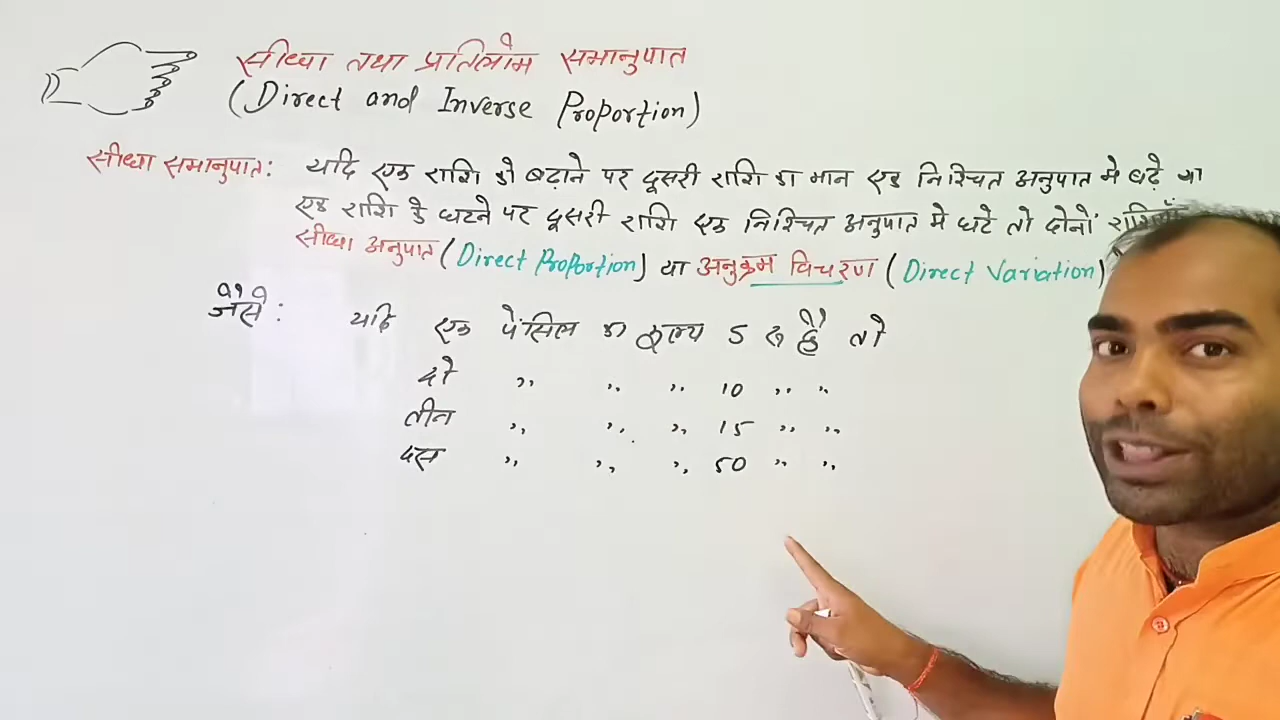 सीधा तथा प्रतिलोम समानुपात
(Direct and Inverse Proportion)
सीधा समानुपात: यदि एक राशि को बढ़ाने पर दूसरी राशि का मान एक निश्चित अनुपात मे बढ़े या
एक राशि के घटने पर दूसरी राशि एक निश्चित अनुपात मे घटे तो दोनों
सीधा अनुपात (Direct Proportion) या अनुक्रम विचरण (Direct Variation)
जैसे: यदि एक पेंसिल का मूल्य 5 रु है तो
दो " " " 10 " "
तीन " " " 15 " "
दस " " " 50 " "